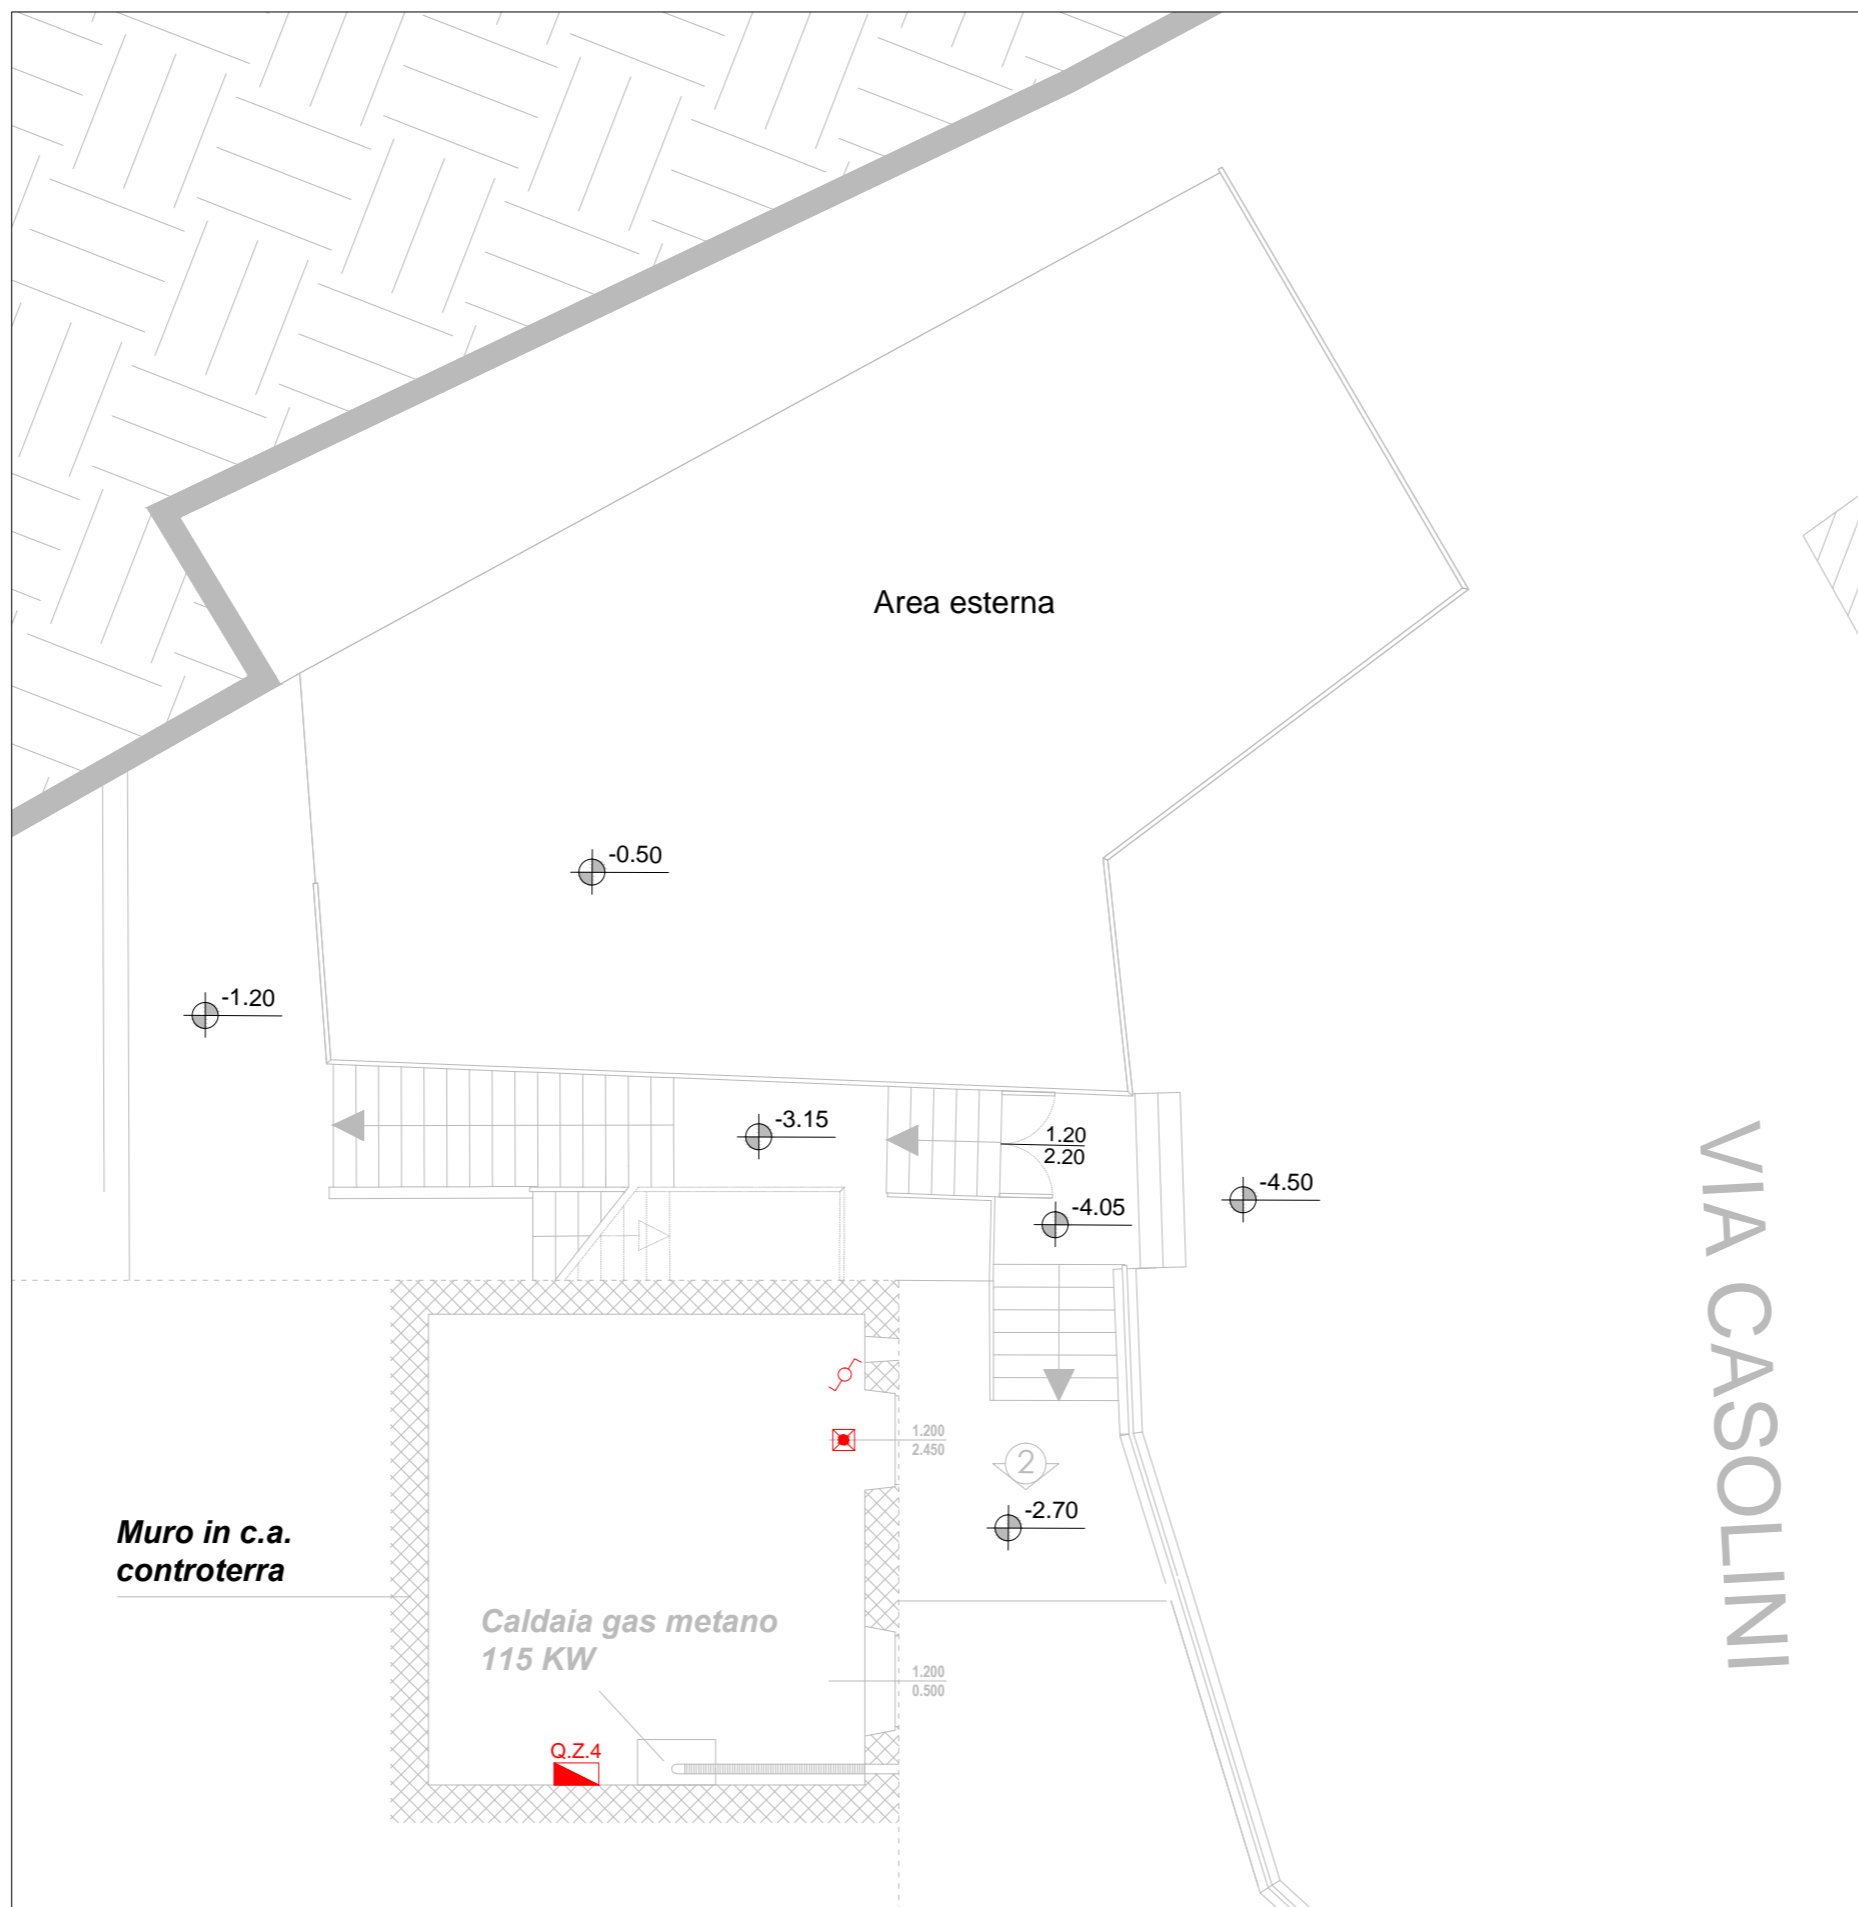 Area esterna
-0.50
-1.20
-3.15
1.20
2.20
-4.05
-4.50
VIA CASOLINI
1.200
2.450
2
-2.70
Muro in c.a.
controterra
Caldaia gas metano
115 KW
1.200
0.500
Q.Z.4